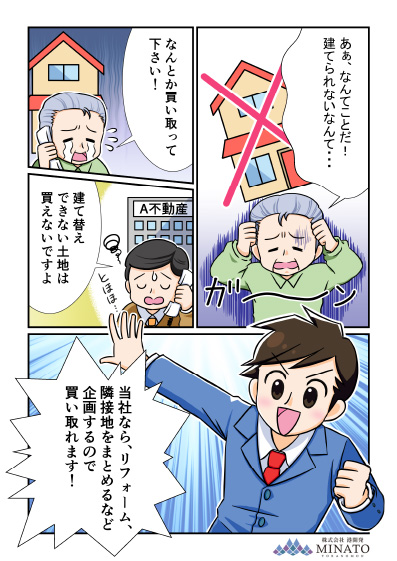 あぁ、なんてことだ！
建てられないなんて・・・
ガ〜〜ン
なんとか買い取って
下さい！
A不動産
建て替え
できない土地は
買えないですよ
とほほ…
当社なら、リフォーム、
隣接地をまとめるなど
企画するので
買い取れます！
株式会社 港開発
MINATO